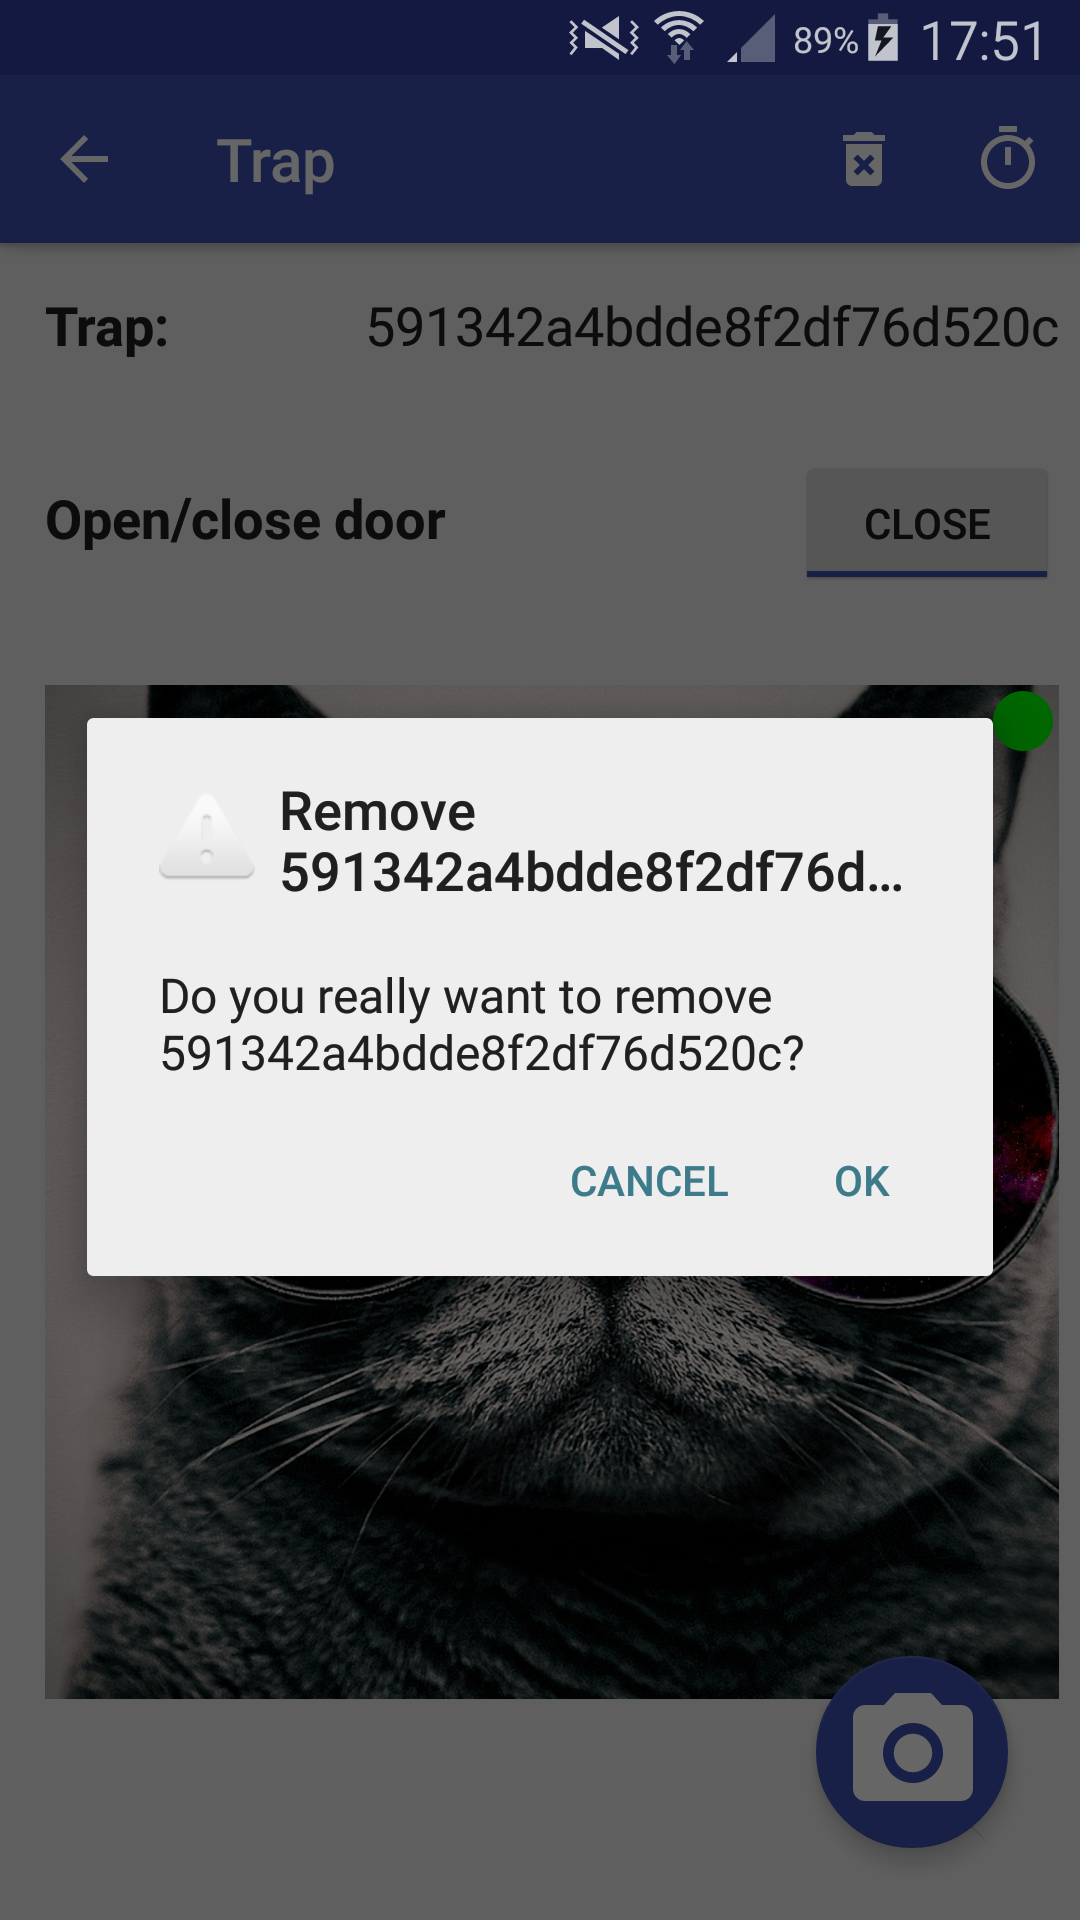 89% 17:51
Trap
Trap: 591342a4bdde8f2df76d520c
Open/close door CLOSE
Remove
591342a4bdde8f2df76d...
Do you really want to remove
591342a4bdde8f2df76d520c?
CANCEL OK